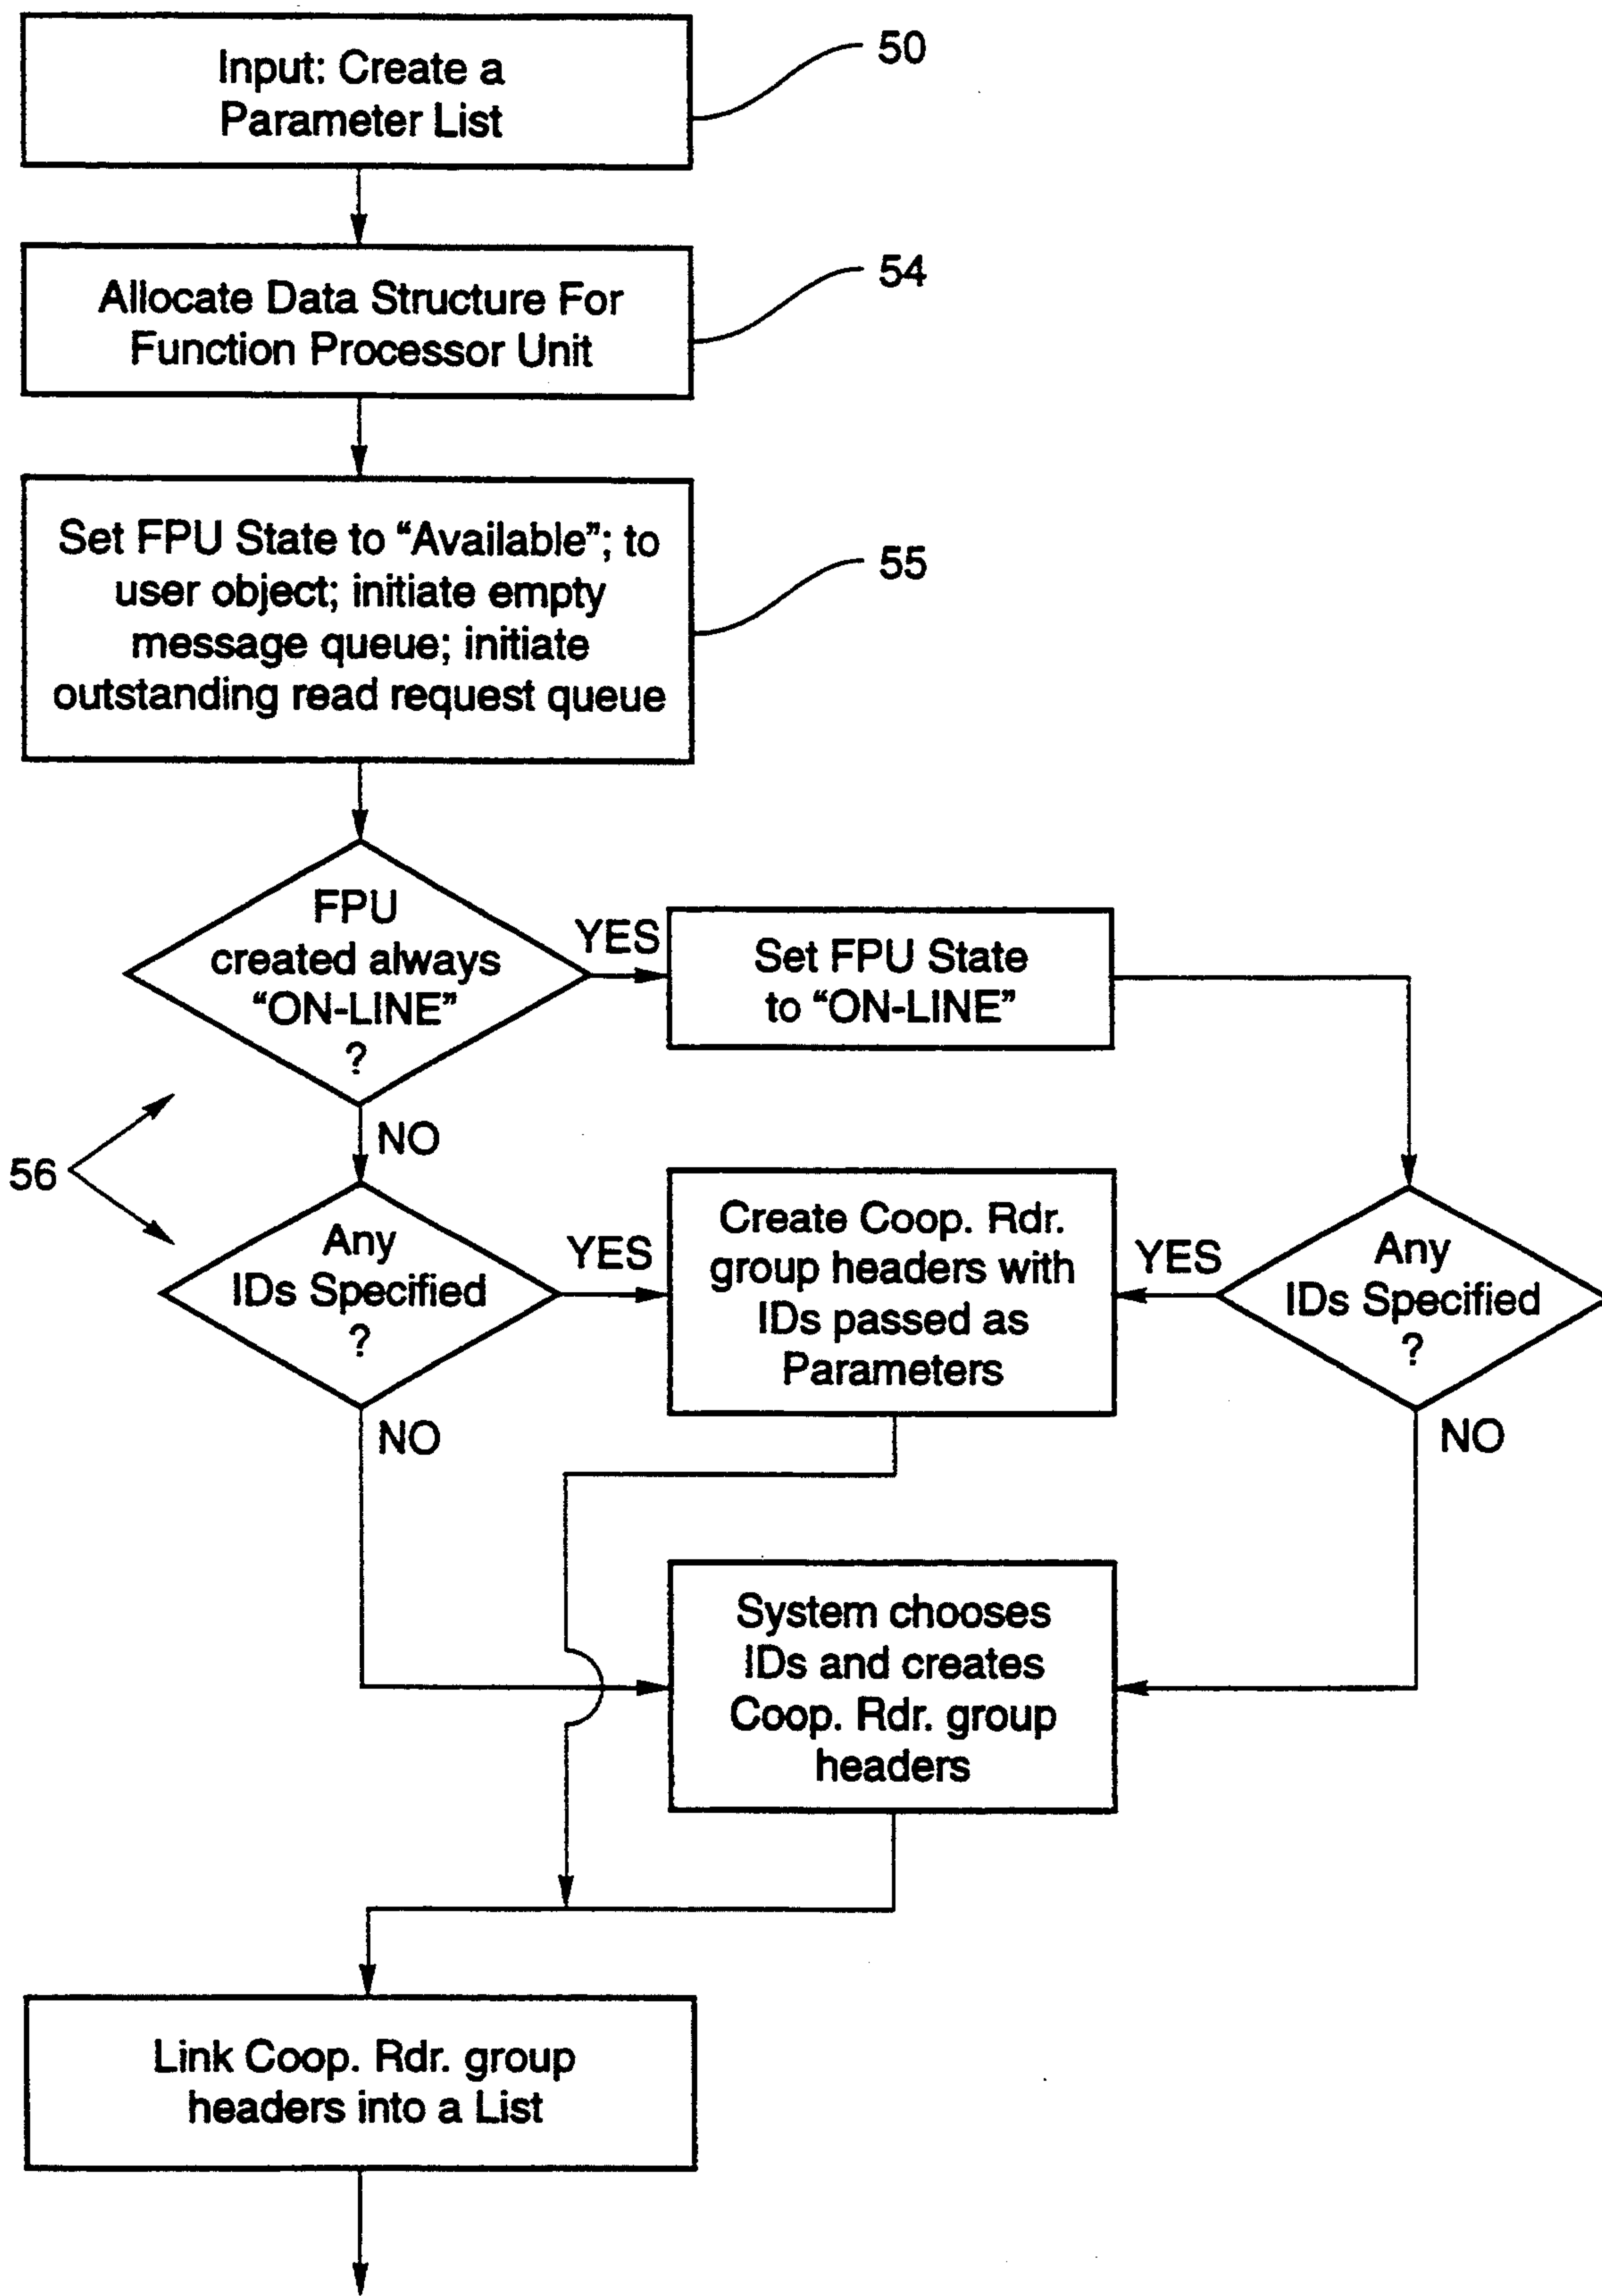 Input: Create a
Parameter List
50
Allocate Data Structure For
Function Processor Unit
54
Set FPU State to “Available”; to
user object; initiate empty
message queue; initiate
outstanding read request queue
55
FPU
created always
“ON-LINE”
?
YES
Set FPU State
to “ON-LINE”
NO
56
Any
IDs Specified
?
YES
Create Coop. Rdr.
group headers with
IDs passed as
Parameters
YES
Any
IDs Specified
?
NO
NO
System chooses
IDs and creates
Coop. Rdr. group
headers
Link Coop. Rdr. group
headers into a List